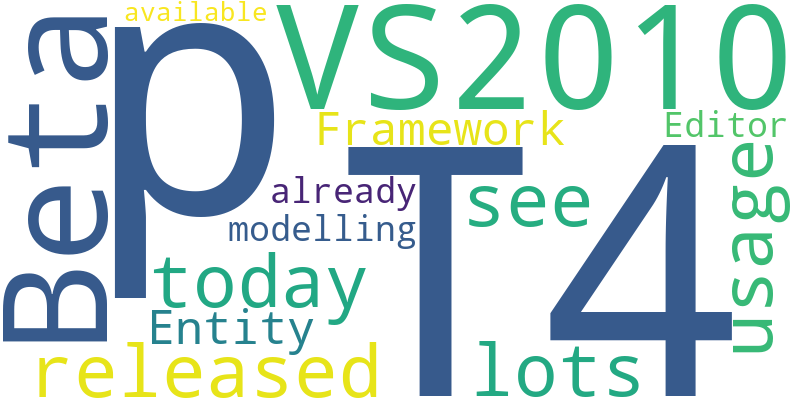 available
Beta
p
VS2010
Framework
Editor
already
see
usage
modelling
T4
today
Entity
released
lots